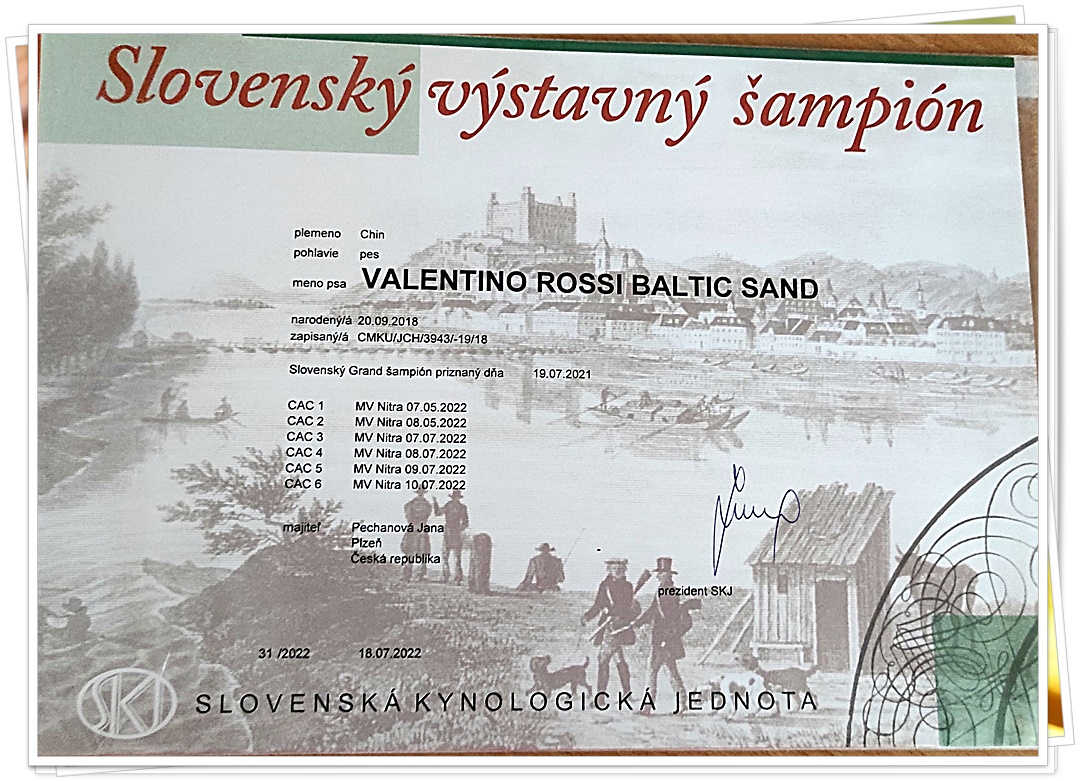 Slovenský výstavný šampión
plemeno Chin
pohlavie pes
meno psa VALENTINO ROSSI BALTIC SAND
narodený/á 20.09.2018
zapísaný/á CMKU/JCH/3943/-19/18
Slovenský Grand šampión priznaný dňa 19.07.2021
CAC 1 MV Nitra 07.05.2022
CAC 2 MV Nitra 08.05.2022
CAC 3 MV Nitra 07.07.2022
CAC 4 MV Nitra 08.07.2022
CAC 5 MV Nitra 09.07.2022
CAC 6 MV Nitra 10.07.2022
majiteľ Pechanová Jana
Plzeň
Česká republika
-
prezident SKJ
31 /2022 18.07.2022
SKJ SLOVENSKÁ KYNOLOGICKÁ JEDNOTA